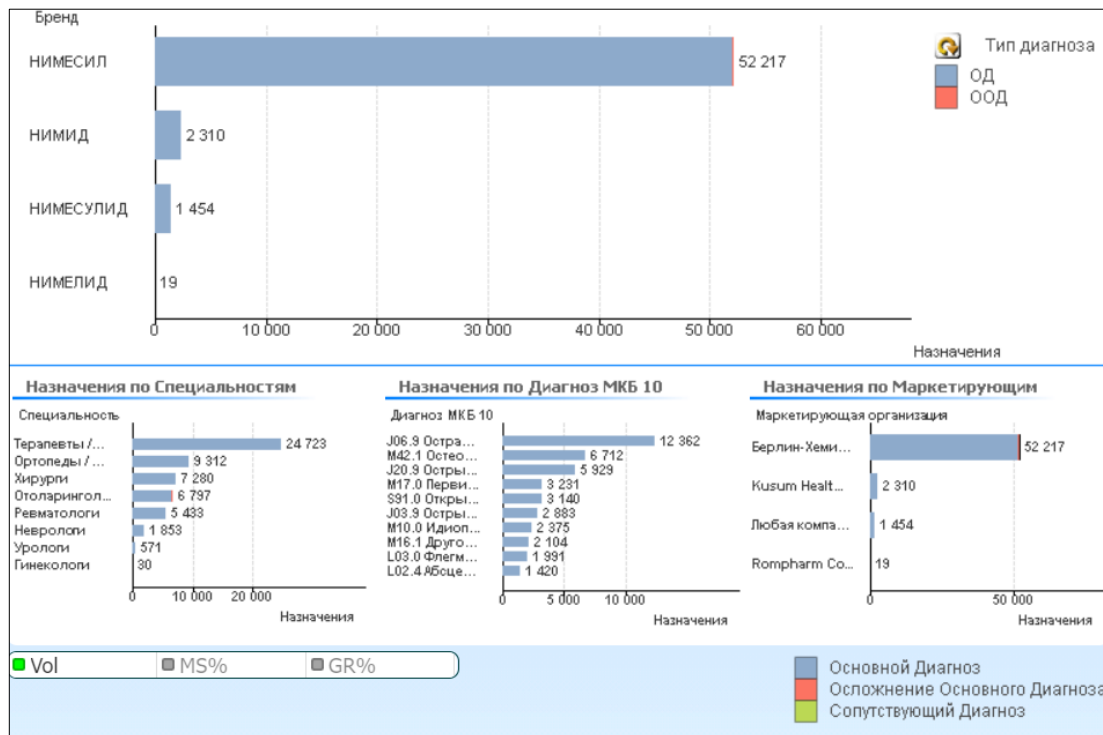 Бренд
НИМЕСИЛ
52 217
НИМИД
2 310
НИМЕСУЛИД
1 454
НИМЕЛИД
19
0 10 000 20 000 30 000 40 000 50 000 60 000
Назначения
Тип диагноза
ОД
ООД
Назначения по Специальностям
Специальность
Терапевты /... 24 723
Ортопеды / ... 9 312
Хирурги 7 280
Отоларингол... 6 797
Ревматологи 5 433
Неврологи 1 853
Урологи 571
Гинекологи 30
0 10 000 20 000
Назначения
Назначения по Диагноз МКБ 10
Диагноз МКБ 10
J06.9 Остра... 12 362
M42.1 Остео... 6 712
J20.9 Остры... 5 929
M17.0 Перви... 3 231
S91.0 Откры... 3 140
J03.9 Остры... 2 883
M10.0 Идиоп... 2 375
M16.1 Друго... 2 104
L03.0 Флегм... 1 991
L02.4 Абсце... 1 420
0 5 000 10 000
Назначения
Назначения по Маркетирующим
Маркетирующая организация
Берлин-Хеми... 52 217
Kusum Healt... 2 310
Любая компа... 1 454
Rompharm Co... 19
0 50 000
Назначения
Vol MS% GR%
Основной Диагноз
Осложнение Основного Диагноза
Сопутствующий Диагноз